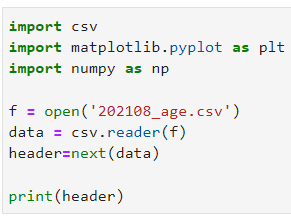 import csv
import matplotlib.pyplot as plt
import numpy as np
f = open('202108_age.csv')
data = csv.reader(f)
header=next(data)
print(header)